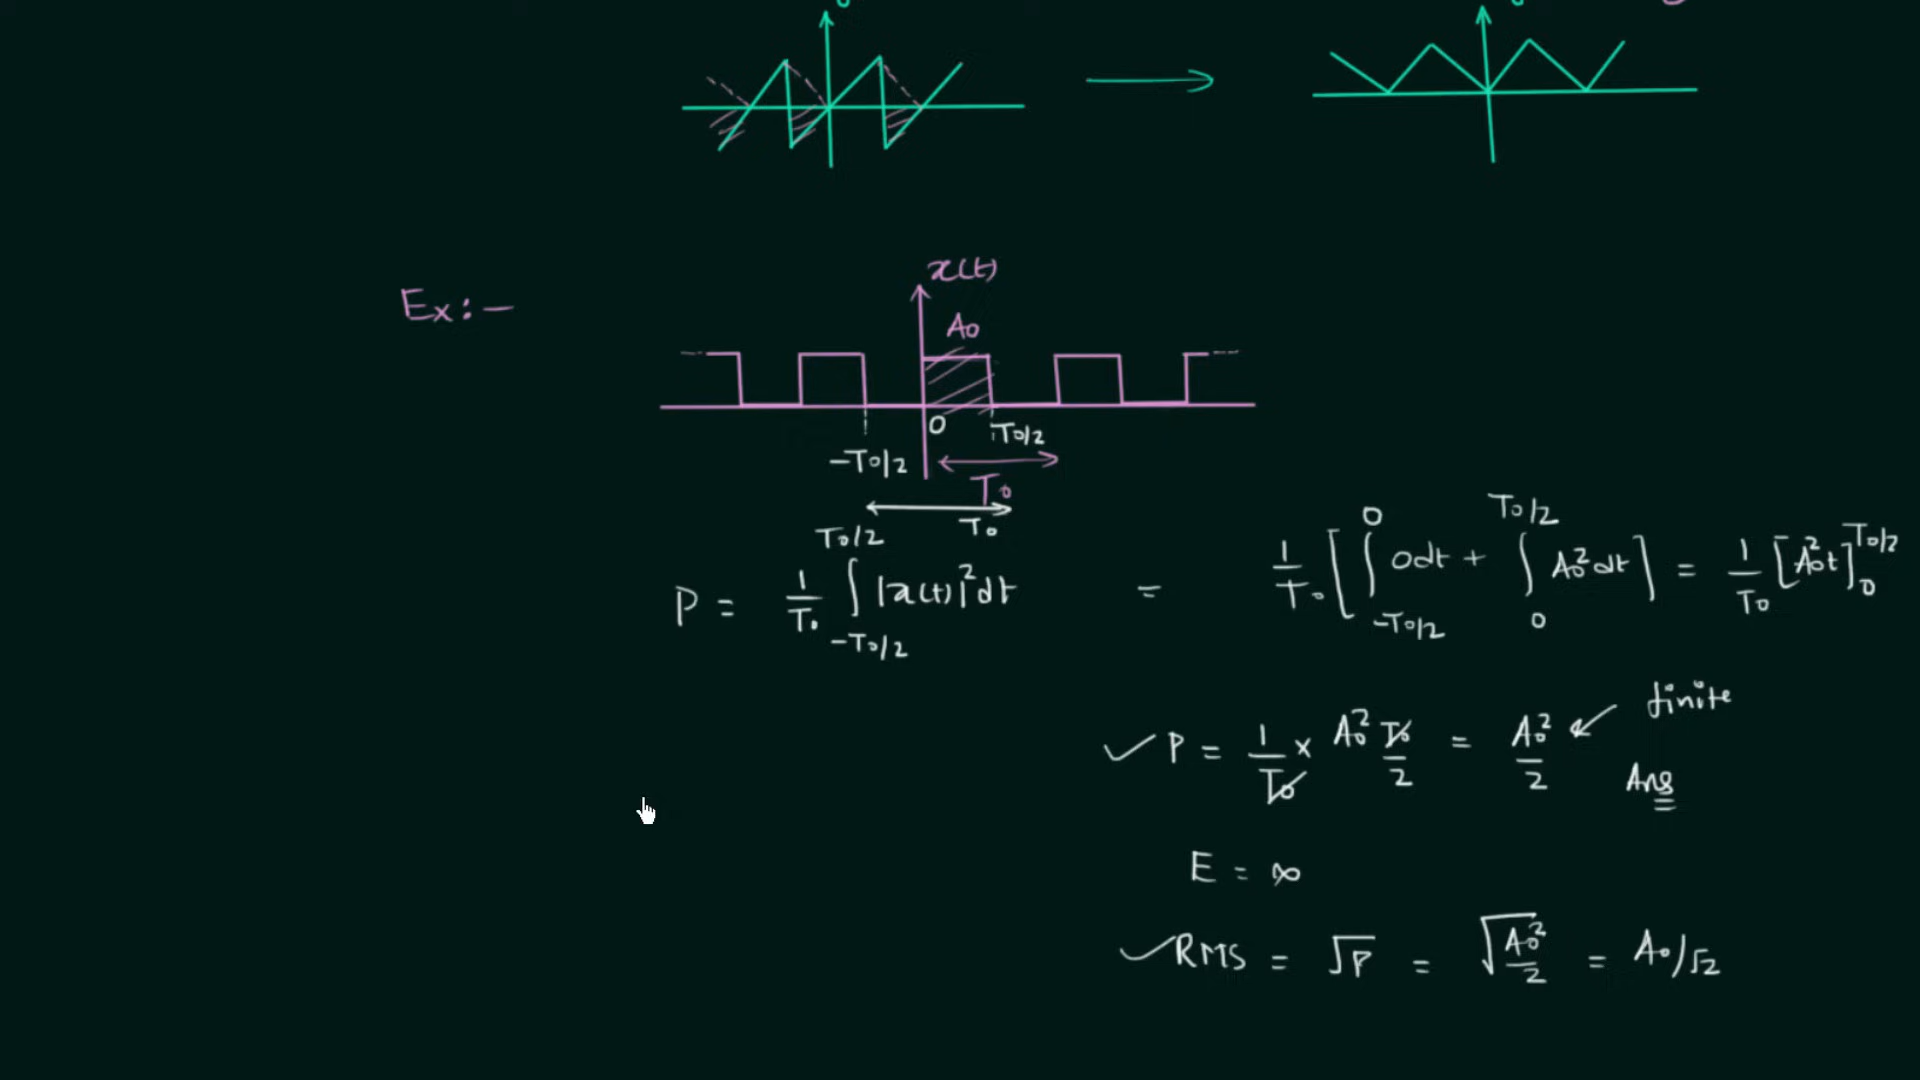 x(t)
Ex:-
A₀
0
T₀/2
-T₀/2
T₀
T₀
P = 1/T₀ ∫_{-T₀/2}^{T₀/2} |x(t)|² dt = 1/T₀ [∫_{-T₀/2}^{0} 0dt + ∫_{0}^{T₀/2} A₀² dt] = 1/T₀ [A₀² t]_{0}^{T₀/2}
finite
✓ P = 1/T₀ × A₀² T₀/2 = A₀²/2
Ans
E = ∞
✓ RMS = √P = √(A₀²/2) = A₀/√2